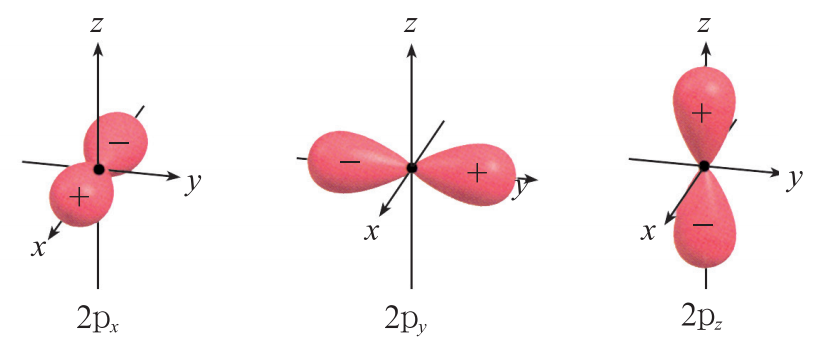 z z z
− − + +
y y y
+ −
x x x
2pₓ 2p_y 2p_z